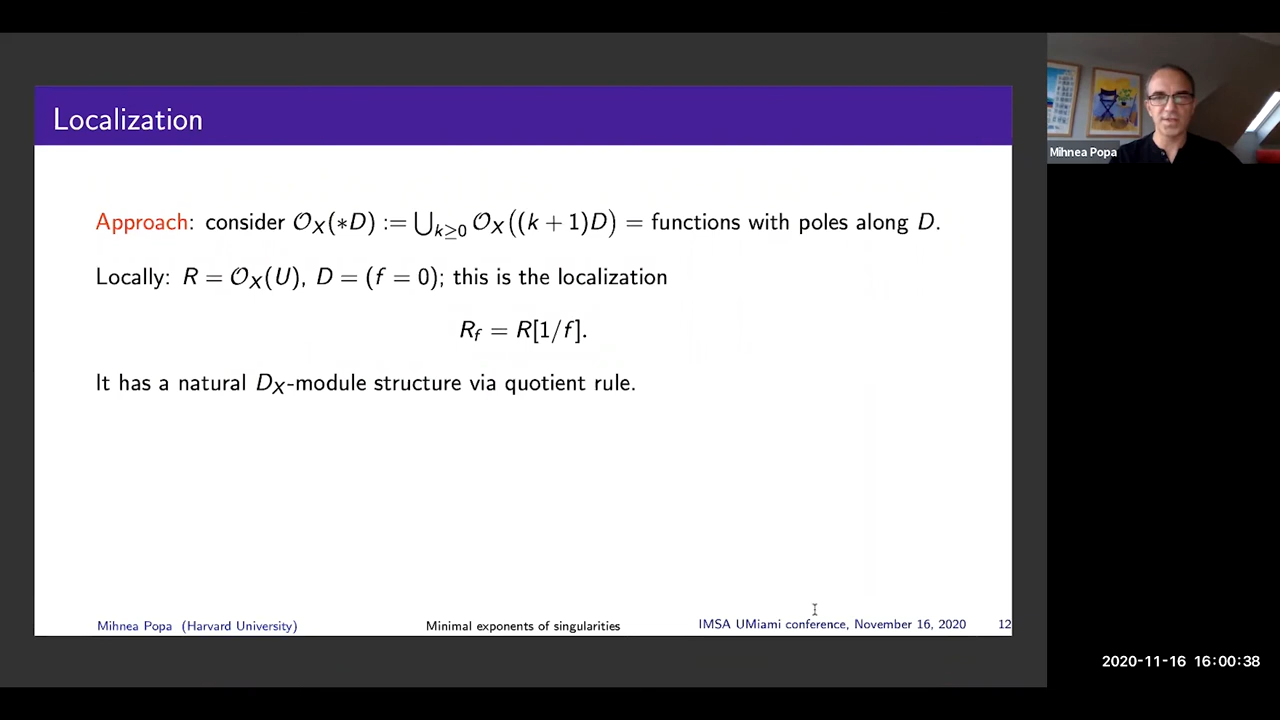 Localization
Mihnea Popa
Approach: consider 𝒪_X(∗D) := ⋃_{k≥0} 𝒪_X((k + 1)D) = functions with poles along D.
Locally: R = 𝒪_X(U), D = (f = 0); this is the localization
R_f = R[1/f].
It has a natural D_X-module structure via quotient rule.
Mihnea Popa (Harvard University) Minimal exponents of singularities IMSA UMiami conference, November 16, 2020 12
2020-11-16 16:00:38